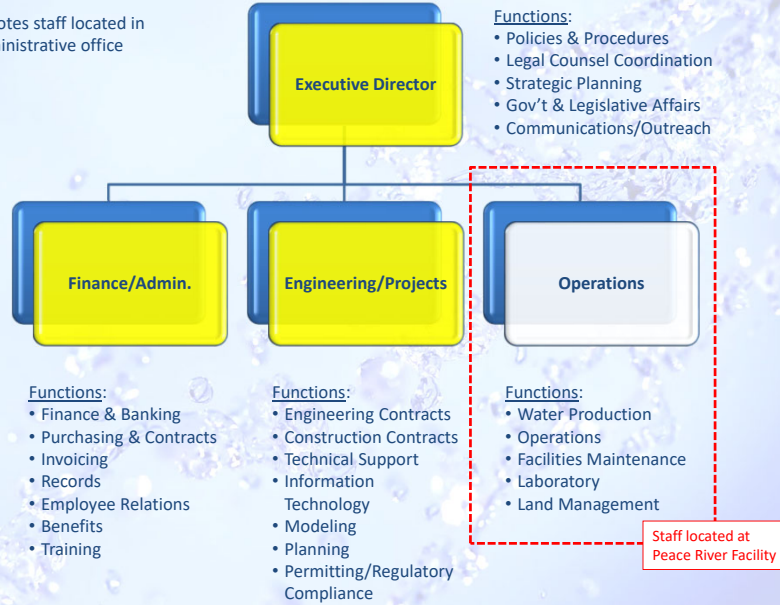 otes staff located in
inistrative office
Executive Director
Functions:
• Policies & Procedures
• Legal Counsel Coordination
• Strategic Planning
• Gov't & Legislative Affairs
• Communications/Outreach
Finance/Admin.
Engineering/Projects
Operations
Functions:
• Finance & Banking
• Purchasing & Contracts
• Invoicing
• Records
• Employee Relations
• Benefits
• Training
Functions:
• Engineering Contracts
• Construction Contracts
• Technical Support
• Information
Technology
• Modeling
• Planning
• Permitting/Regulatory
Compliance
Functions:
• Water Production
• Operations
• Facilities Maintenance
• Laboratory
• Land Management
Staff located at
Peace River Facility